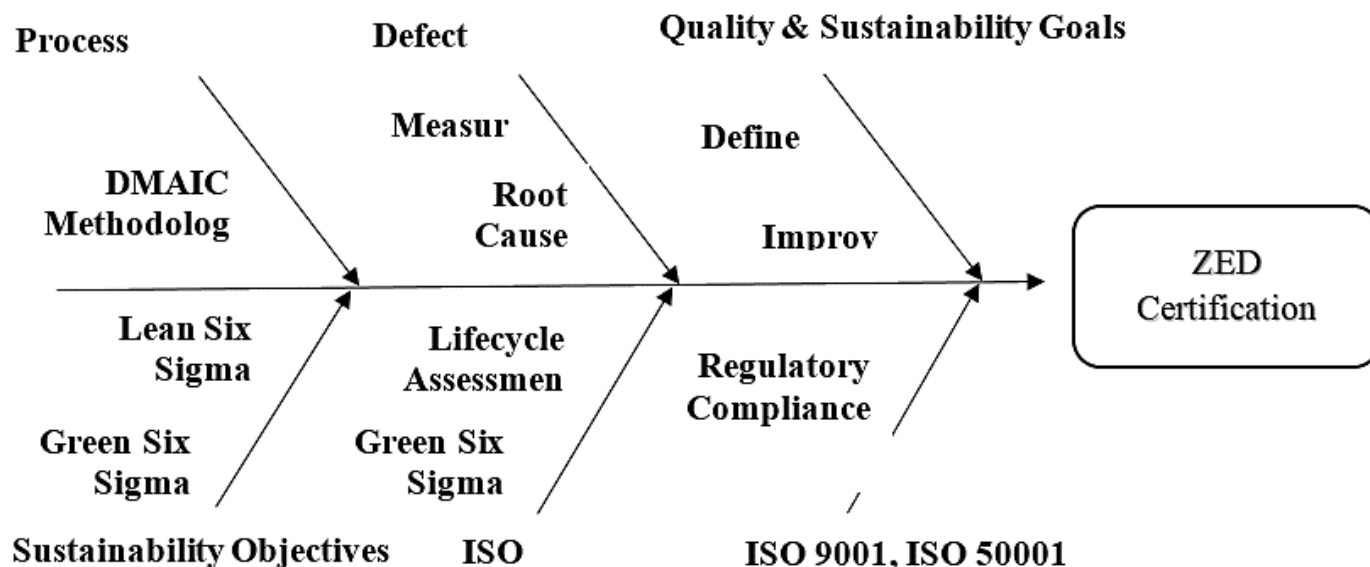 Process
Defect
Quality & Sustainability Goals
Measur
Define
DMAIC
Methodolog
Root
Cause
Improv
ZED
Certification
Lean Six
Sigma
Lifecycle
Assessmen
Regulatory
Compliance
Green Six
Sigma
Green Six
Sigma
Sustainability Objectives
ISO
ISO 9001, ISO 50001